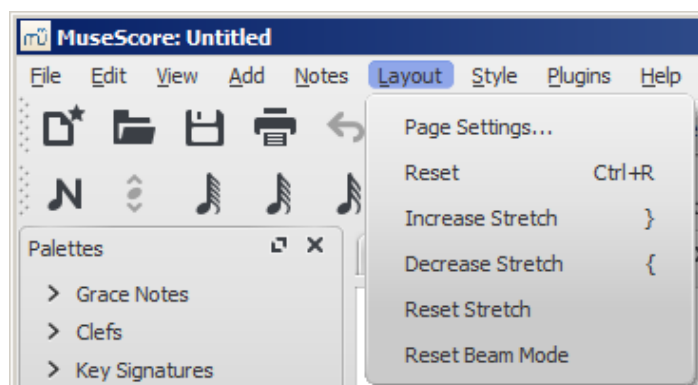 mü MuseScore: Untitled
File Edit View Add Notes Layout Style Plugins Help
Page Settings...
Reset Ctrl+R
Increase Stretch }
Decrease Stretch {
Reset Stretch
Reset Beam Mode
N
Palettes
Grace Notes
Clefs
Key Signatures